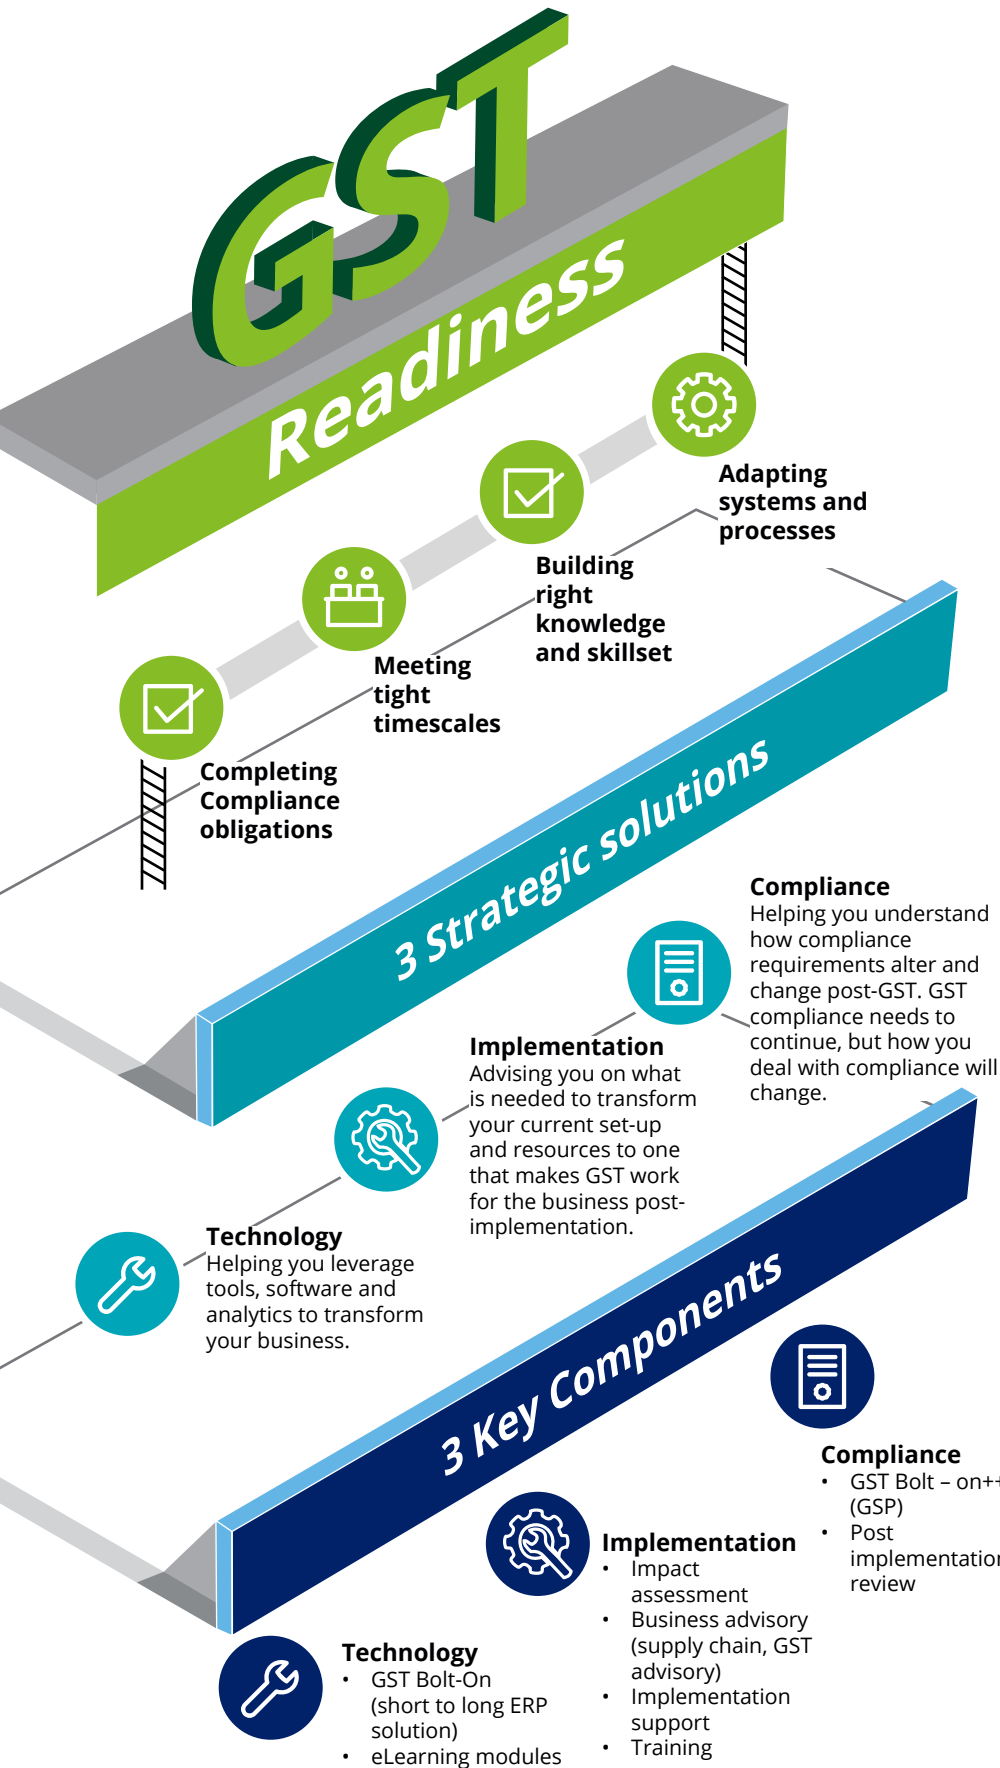 GST
Readiness
Adapting
systems and
processes
Building
right
knowledge
and skillset
Meeting
tight
timescales
Completing
Compliance
obligations
3 Strategic solutions
Compliance
Helping you understand
how compliance
requirements alter and
change post-GST. GST
compliance needs to
continue, but how you
deal with compliance will
change.
Implementation
Advising you on what
is needed to transform
your current set-up
and resources to one
that makes GST work
for the business post-
implementation.
Technology
Helping you leverage
tools, software and
analytics to transform
your business.
3 Key Components
Compliance
• GST Bolt – on++
(GSP)
• Post
implementation
review
Implementation
• Impact
assessment
• Business advisory
(supply chain, GST
advisory)
• Implementation
support
• Training
Technology
• GST Bolt-On
(short to long ERP
solution)
• eLearning modules